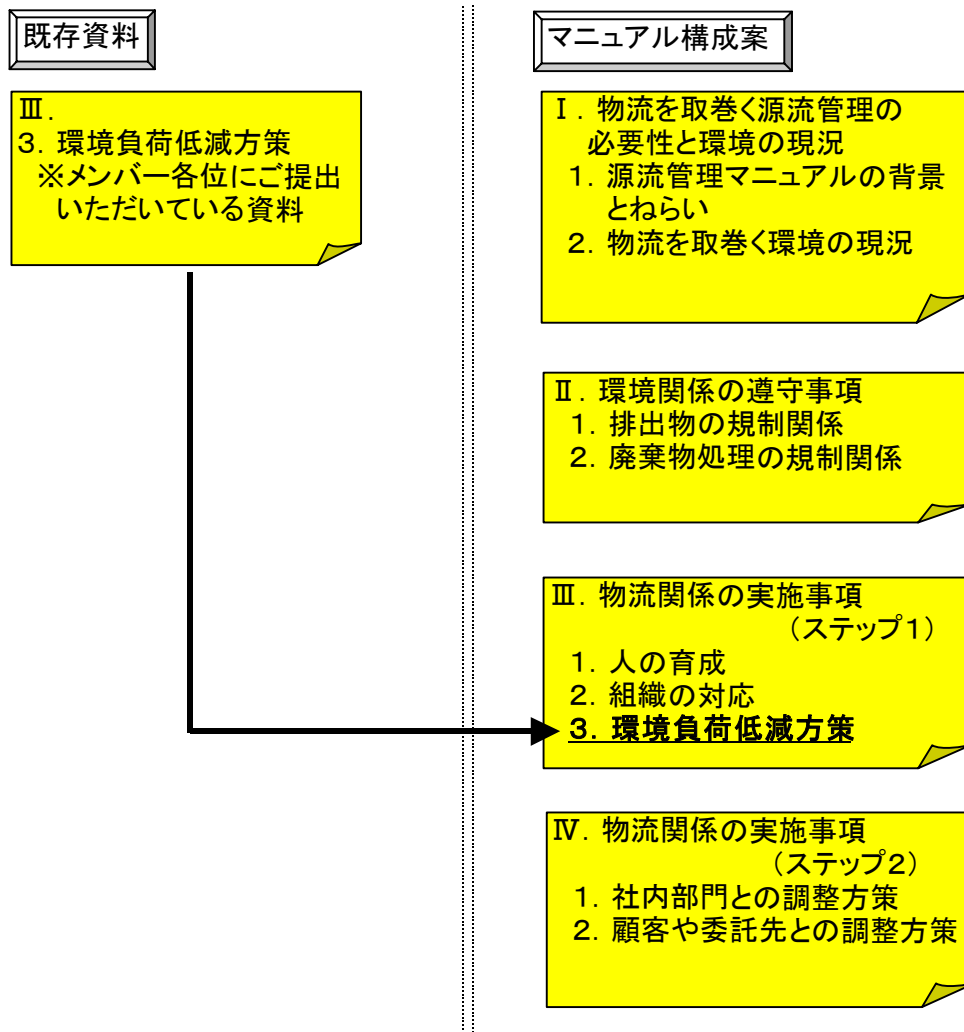 既存資料
Ⅲ.
3. 環境負荷低減方策
※メンバー各位にご提出
いただいている資料
マニュアル構成案
Ⅰ. 物流を取巻く源流管理の
必要性と環境の現況
1. 源流管理マニュアルの背景
とねらい
2. 物流を取巻く環境の現況
Ⅱ. 環境関係の遵守事項
1. 排出物の規制関係
2. 廃棄物処理の規制関係
Ⅲ. 物流関係の実施事項
(ステップ1)
1. 人の育成
2. 組織の対応
3. 環境負荷低減方策
Ⅳ. 物流関係の実施事項
(ステップ2)
1. 社内部門との調整方策
2. 顧客や委託先との調整方策